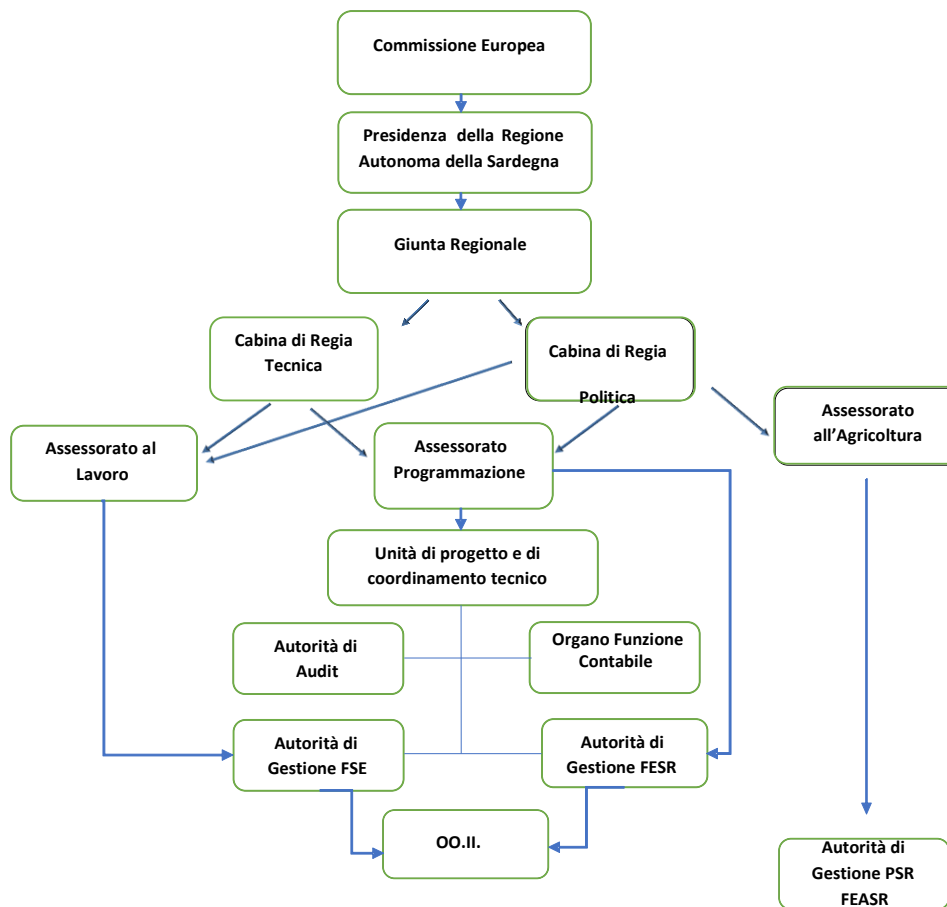 Commissione Europea
Presidenza della Regione
Autonoma della Sardegna
Giunta Regionale
Cabina di Regia
Tecnica
Cabina di Regia
Politica
Assessorato
all'Agricoltura
Assessorato al
Lavoro
Assessorato
Programmazione
Unità di progetto e di
coordinamento tecnico
Autorità di
Audit
Organo Funzione
Contabile
Autorità di
Gestione FSE
Autorità di
Gestione FESR
OO.II.
Autorità di
Gestione PSR
FEASR